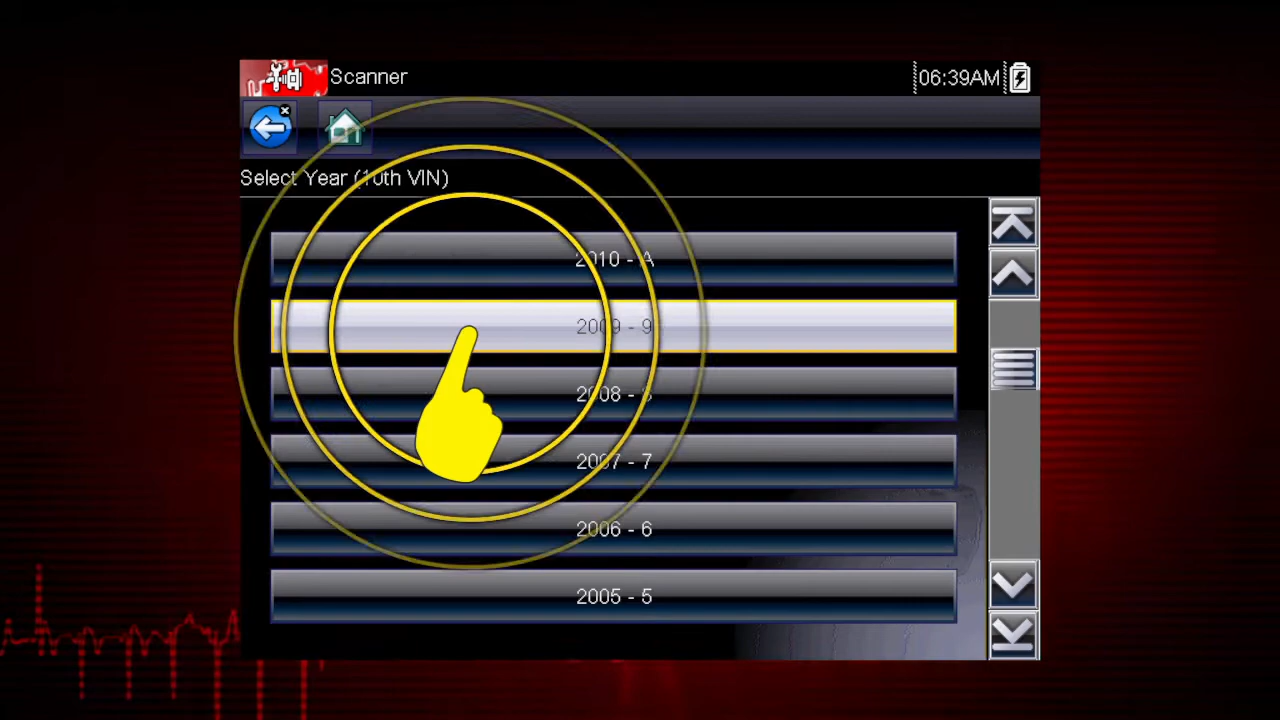 Scanner
06:39AM
Select Year (10th VIN)
2010 - A
2009 - 9
2008 - 8
2007 - 7
2006 - 6
2005 - 5